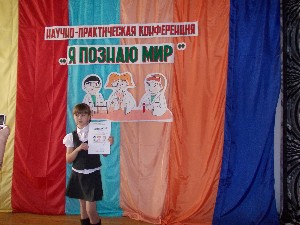 НАУЧНО-ПРАКТИЧЕСКАЯ КОНФЕРЕНЦИЯ
"Я ПОЗНАЮ МИР"